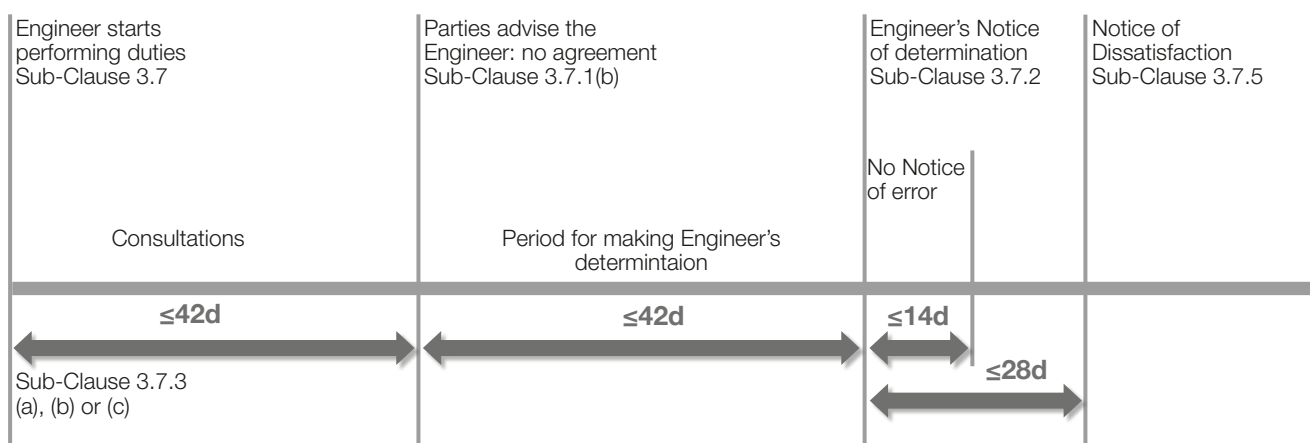 Engineer starts
performing duties
Sub-Clause 3.7
Parties advise the
Engineer: no agreement
Sub-Clause 3.7.1(b)
Engineer's Notice
of determination
Sub-Clause 3.7.2
Notice of
Dissatisfaction
Sub-Clause 3.7.5
No Notice
of error
Consultations
Period for making Engineer's
determintaion
≤42d
≤42d
≤14d
≤28d
Sub-Clause 3.7.3
(a), (b) or (c)